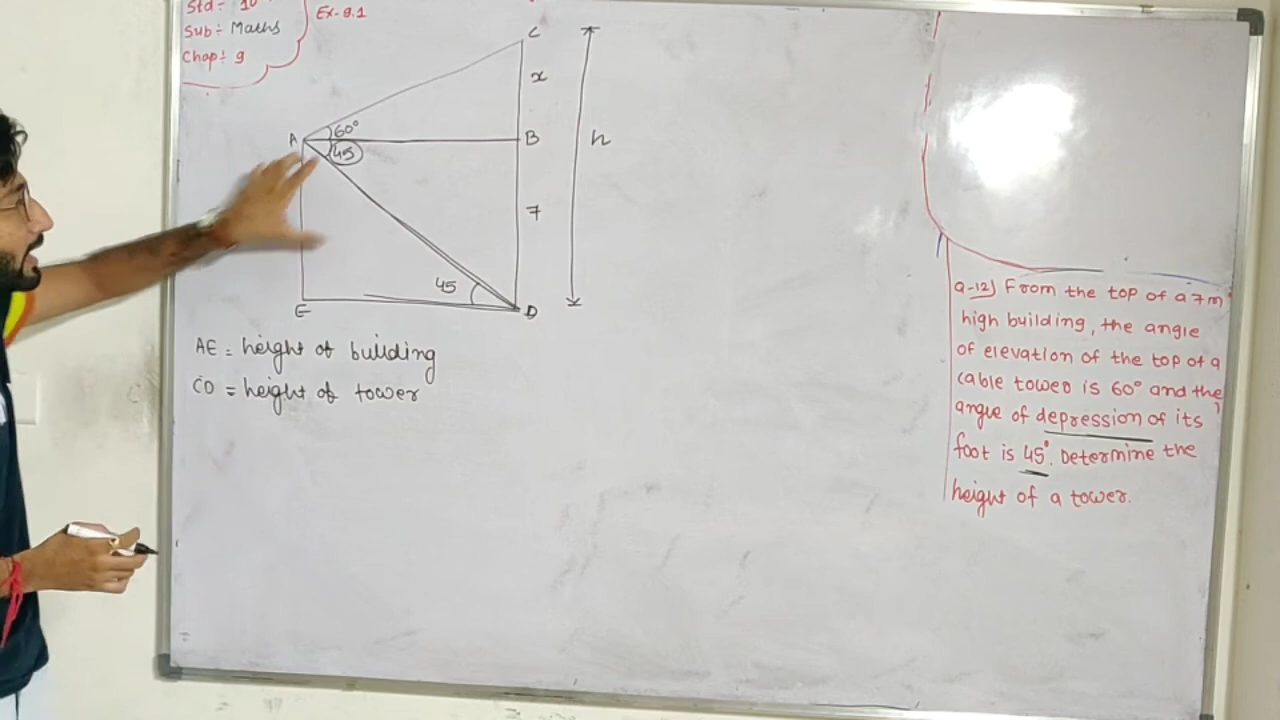 Std ÷ 10
Sub ÷ Maths
Chap ÷ 9
Ex-9.1
C
x
A
60°
B
h
45
7
45
E
D
AE = height of building
CD = height of tower
Q-12) From the top of a 7m
high building, the angle
of elevation of the top of a
cable tower is 60° and the
angle of depression of its
foot is 45°. Determine the
height of a tower.